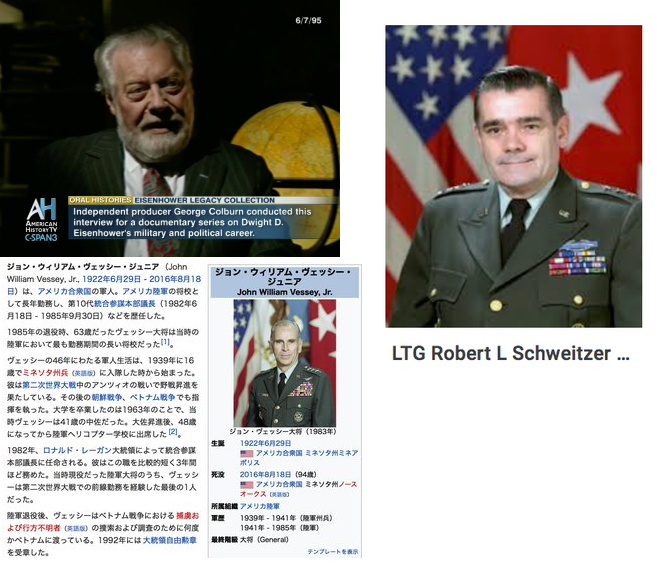 6/7/95
ORAL HISTORIES EISENHOWER LEGACY COLLECTION
AH
AMERICAN
HISTORY TV
C-SPAN3
Independent producer George Colburn conducted this
interview for a documentary series on Dwight D.
Eisenhower's military and political career.
LTG Robert L Schweitzer ...
ジョン・ウィリアム・ヴェッシー・ジュニア（John
William Vessey, Jr., 1922年6月29日 - 2016年8月18
日）は、アメリカ合衆国の軍人。アメリカ陸軍の将校と
して長年勤務し、第10代統合参謀本部議長（1982年6
月18日 - 1985年9月30日）などを歴任した。
1985年の退役時、63歳だったヴェッシー大将は当時の
陸軍において最も勤務期間の長い将校だった[1]。
ヴェッシーの46年にわたる軍人生活は、1939年に16
歳でミネソタ州兵（英語版）に入隊した時から始まった。
彼は第二次世界大戦中のアンツィオの戦いで野戦昇進を
果たしている。その後の朝鮮戦争、ベトナム戦争でも指
揮を執った。大学を卒業したのは1963年のことで、当
時ヴェッシーは41歳の中佐だった。大佐昇進後、48歳
になってから陸軍ヘリコプター学校に出席した[2]。
1982年、ロナルド・レーガン大統領によって統合参謀
本部議長に任命される。彼はこの職を比較的短く3年間
ほど務めた。当時現役だった陸軍大将のうち、ヴェッシ
ーは第二次世界大戦での前線勤務を経験した最後の1人
だった。
陸軍退役後、ヴェッシーはベトナム戦争における捕虜お
よび行方不明者（英語版）の捜索および調査のために何度
かベトナムに渡っている。1992年には大統領自由勲章
を受章した。
ジョン・ウィリアム・ヴェッシー・ジ
ュニア
John William Vessey, Jr.
ジョン・ヴェッシー大将（1983年）
生誕 1922年6月29日
アメリカ合衆国 ミネソタ州ミネア
ポリス
死没 2016年8月18日（94歳）
アメリカ合衆国 ミネソタ州ノース
オークス（英語版）
所属組織 アメリカ陸軍
軍歴 1939年 - 1941年（陸軍州兵）
1941年 - 1985年（陸軍）
最終階級 大将（General）
テンプレートを表示